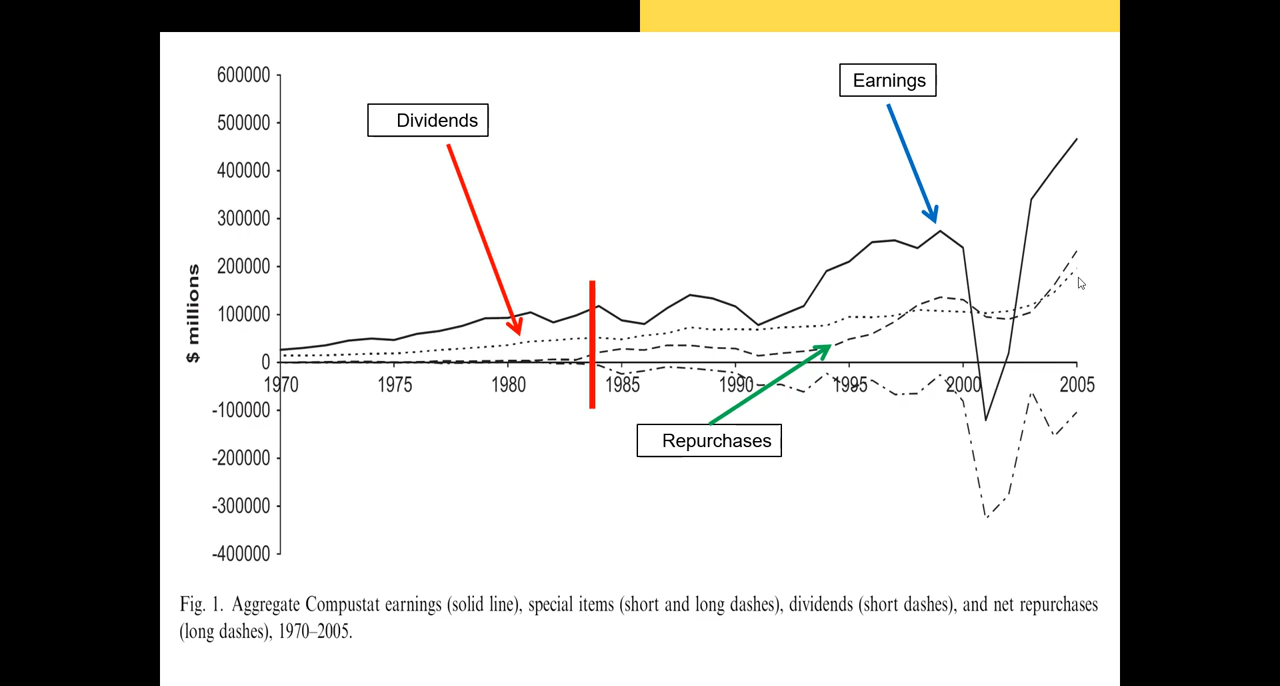 600000
500000
400000
300000
200000
100000
0
-100000
-200000
-300000
-400000
$ millions
1970 1975 1980 1985 1990 1995 2000 2005
Dividends
Earnings
Repurchases
Fig. 1. Aggregate Compustat earnings (solid line), special items (short and long dashes), dividends (short dashes), and net repurchases
(long dashes), 1970–2005.